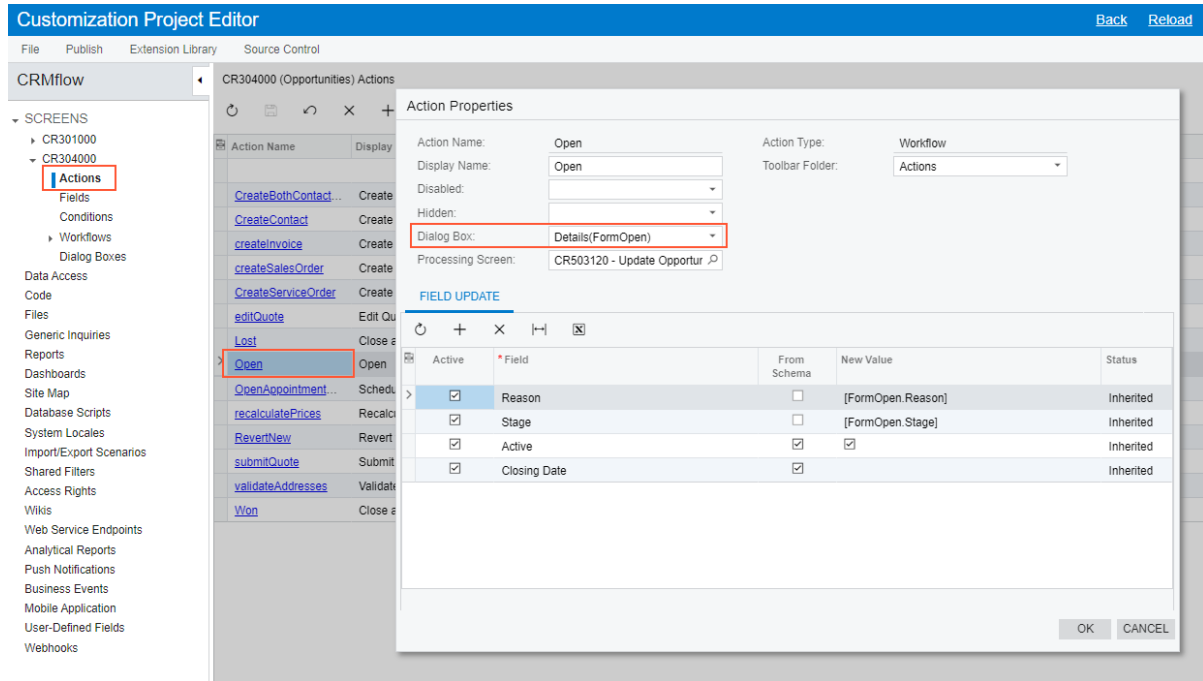 Customization Project Editor
Back Reload
File Publish Extension Library Source Control
CRMflow
SCREENS
CR301000
CR304000
Actions
Fields
Conditions
Workflows
Dialog Boxes
Data Access
Code
Files
Generic Inquiries
Reports
Dashboards
Site Map
Database Scripts
System Locales
Import/Export Scenarios
Shared Filters
Access Rights
Wikis
Web Service Endpoints
Analytical Reports
Push Notifications
Business Events
Mobile Application
User-Defined Fields
Webhooks
CR304000 (Opportunities) Actions
Action Name Display
CreateBothContact... Create
CreateContact Create
createInvoice Create
createSalesOrder Create
CreateServiceOrder Create
editQuote Edit Qu
Lost Close a
Open Open
OpenAppointment... Schedu
recalculatePrices Recalc
RevertNew Revert
submitQuote Submit
validateAddresses Validate
Won Close a
Action Properties
Action Name: Open Action Type: Workflow
Display Name: Open Toolbar Folder: Actions
Disabled:
Hidden:
Dialog Box: Details(FormOpen)
Processing Screen: CR503120 - Update Opportur
FIELD UPDATE
Active * Field From Schema New Value Status
Reason [FormOpen.Reason] Inherited
Stage [FormOpen.Stage] Inherited
Active Inherited
Closing Date Inherited
OK CANCEL